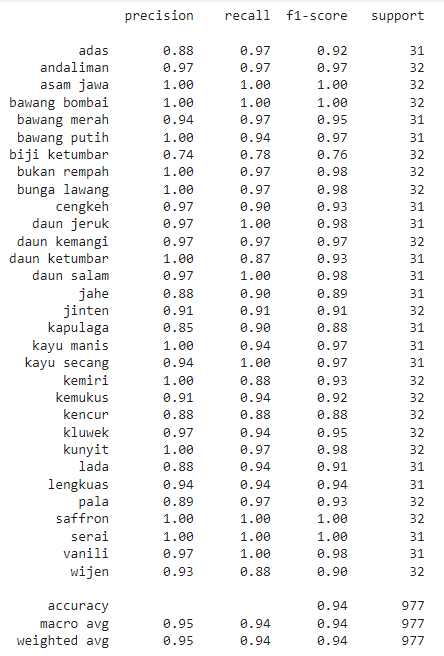 precision recall f1-score support
adas 0.88 0.97 0.92 31
andaliman 0.97 0.97 0.97 32
asam jawa 1.00 1.00 1.00 32
bawang bombai 1.00 1.00 1.00 32
bawang merah 0.94 0.97 0.95 31
bawang putih 1.00 0.94 0.97 31
biji ketumbar 0.74 0.78 0.76 32
bukan rempah 1.00 0.97 0.98 32
bunga lawang 1.00 0.97 0.98 32
cengkeh 0.97 0.90 0.93 31
daun jeruk 0.97 1.00 0.98 31
daun kemangi 0.97 0.97 0.97 32
daun ketumbar 1.00 0.87 0.93 31
daun salam 0.97 1.00 0.98 31
jahe 0.88 0.90 0.89 31
jinten 0.91 0.91 0.91 32
kapulaga 0.85 0.90 0.88 31
kayu manis 1.00 0.94 0.97 31
kayu secang 0.94 1.00 0.97 31
kemiri 1.00 0.88 0.93 32
kemukus 0.91 0.94 0.92 32
kencur 0.88 0.88 0.88 32
kluwek 0.97 0.94 0.95 32
kunyit 1.00 0.97 0.98 32
lada 0.88 0.94 0.91 31
lengkuas 0.94 0.94 0.94 31
pala 0.89 0.97 0.93 32
saffron 1.00 1.00 1.00 32
serai 1.00 1.00 1.00 31
vanili 0.97 1.00 0.98 31
wijen 0.93 0.88 0.90 32
accuracy 0.94 977
macro avg 0.95 0.94 0.94 977
weighted avg 0.95 0.94 0.94 977